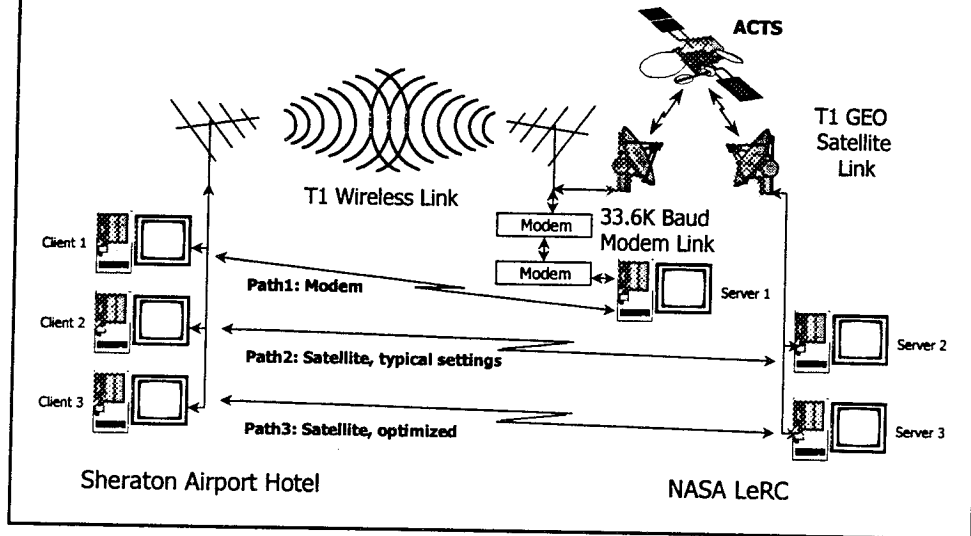 ACTS
T1 GEO
Satellite
Link
T1 Wireless Link
Modem
33.6K Baud
Modem Link
Modem
Client 1
Path1: Modem
Server 1
Client 2
Path2: Satellite, typical settings
Server 2
Client 3
Path3: Satellite, optimized
Server 3
Sheraton Airport Hotel
NASA LeRC